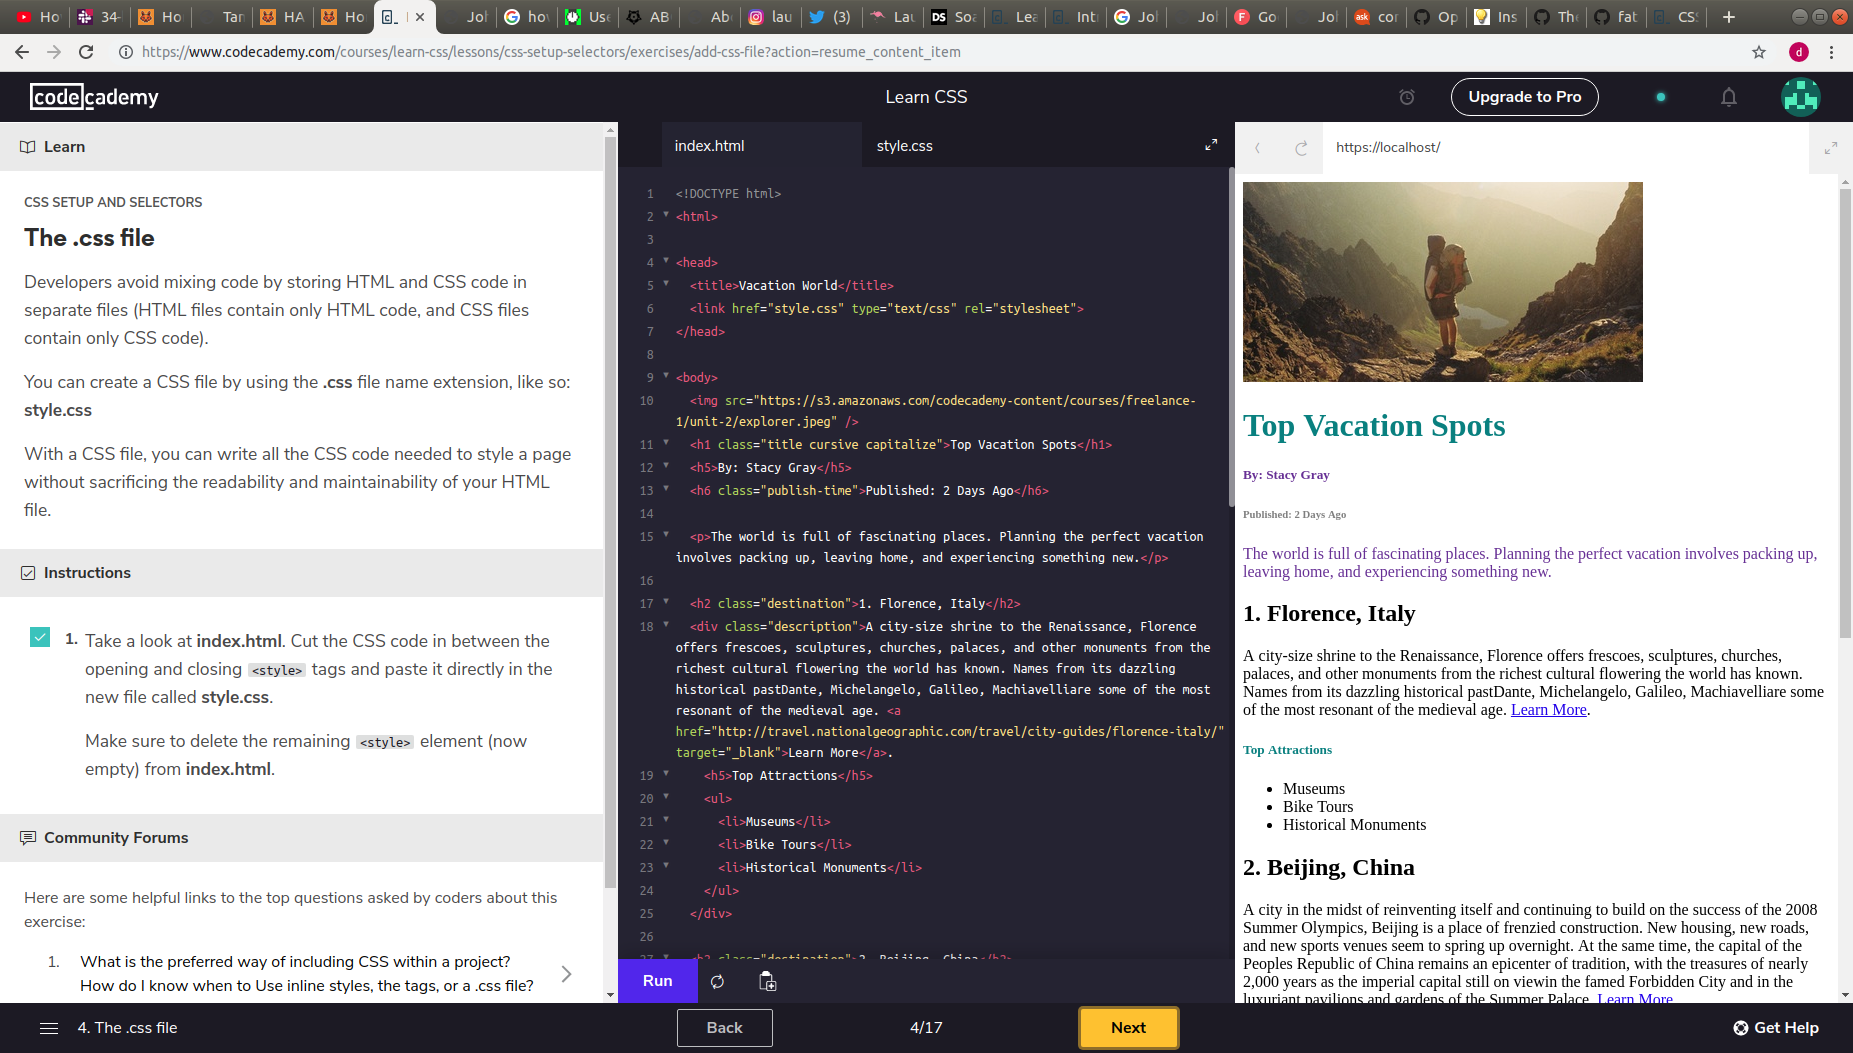 Ho
34-
Ho
Tar
HA
Ho
Joh
hov
Use
AB
Abo
lau
(3)
Lau
Soa
Lea
Int
Joh
Joh
Go
Joh
cor
Op
Ins
The
fat
CSS
https://www.codecademy.com/courses/learn-css/lessons/css-setup-selectors/exercises/add-css-file?action=resume_content_item
d
codecademy
Learn CSS
Upgrade to Pro
Learn
CSS SETUP AND SELECTORS
The .css file
Developers avoid mixing code by storing HTML and CSS code in
separate files (HTML files contain only HTML code, and CSS files
contain only CSS code).
You can create a CSS file by using the .css file name extension, like so:
style.css
With a CSS file, you can write all the CSS code needed to style a page
without sacrificing the readability and maintainability of your HTML
file.
Instructions
1. Take a look at index.html. Cut the CSS code in between the
opening and closing <style> tags and paste it directly in the
new file called style.css.
Make sure to delete the remaining <style> element (now
empty) from index.html.
Community Forums
Here are some helpful links to the top questions asked by coders about this
exercise:
1. What is the preferred way of including CSS within a project?
How do I know when to Use inline styles, the tags, or a .css file?
index.html
style.css
1 <!DOCTYPE html>
2 <html>
3
4 <head>
5 <title>Vacation World</title>
6 <link href="style.css" type="text/css" rel="stylesheet">
7 </head>
8
9 <body>
10 <img src="https://s3.amazonaws.com/codecademy-content/courses/freelance-
1/unit-2/explorer.jpeg" />
11 <h1 class="title cursive capitalize">Top Vacation Spots</h1>
12 <h5>By: Stacy Gray</h5>
13 <h6 class="publish-time">Published: 2 Days Ago</h6>
14
15 <p>The world is full of fascinating places. Planning the perfect vacation
involves packing up, leaving home, and experiencing something new.</p>
16
17 <h2 class="destination">1. Florence, Italy</h2>
18 <div class="description">A city-size shrine to the Renaissance, Florence
offers frescoes, sculptures, churches, palaces, and other monuments from the
richest cultural flowering the world has known. Names from its dazzling
historical pastDante, Michelangelo, Galileo, Machiavelliare some of the most
resonant of the medieval age. <a
href="http://travel.nationalgeographic.com/travel/city-guides/florence-italy/"
target="_blank">Learn More</a>.
19 <h5>Top Attractions</h5>
20 <ul>
21 <li>Museums</li>
22 <li>Bike Tours</li>
23 <li>Historical Monuments</li>
24 </ul>
25 </div>
26
27 <h2 class="destination">2. Beijing, China</h2>
Run
https://localhost/
Top Vacation Spots
By: Stacy Gray
Published: 2 Days Ago
The world is full of fascinating places. Planning the perfect vacation involves packing up,
leaving home, and experiencing something new.
1. Florence, Italy
A city-size shrine to the Renaissance, Florence offers frescoes, sculptures, churches,
palaces, and other monuments from the richest cultural flowering the world has known.
Names from its dazzling historical pastDante, Michelangelo, Galileo, Machiavelliare some
of the most resonant of the medieval age. Learn More.
Top Attractions
Museums
Bike Tours
Historical Monuments
2. Beijing, China
A city in the midst of reinventing itself and continuing to build on the success of the 2008
Summer Olympics, Beijing is a place of frenzied construction. New housing, new roads,
and new sports venues seem to spring up overnight. At the same time, the capital of the
Peoples Republic of China remains an epicenter of tradition, with the treasures of nearly
2,000 years as the imperial capital still on viewin the famed Forbidden City and in the
luxuriant pavilions and gardens of the Summer Palace. Learn More
4. The .css file
Back
4/17
Next
Get Help